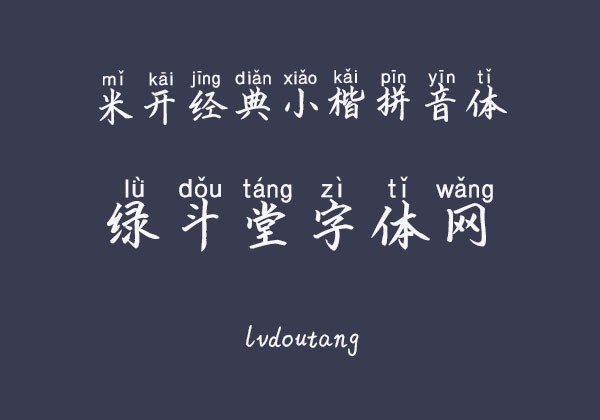 mǐ kāi jīng diǎn xiǎo kǎi pīn yīn tǐ
米开经典小楷拼音体
lǜ dǒu táng zì tǐ wǎng
绿斗堂字体网
lvdoutang